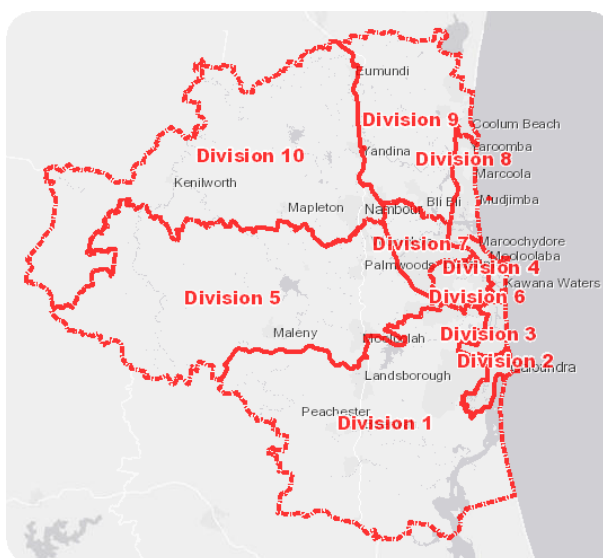 Eumundi
Division 9
Coolum Beach
Yaroomba
Division 10
Yandina
Division 8
Marcoola
Kenilworth
Mapleton
Nambour
Bli Bli
Mudjimba
Division 7
Maroochydore
Mooloolaba
Palmwoods
Division 4
Kawana Waters
Division 5
Division 6
Maleny
Mooloolah
Division 3
Division 2
Caloundra
Landsborough
Peachester
Division 1